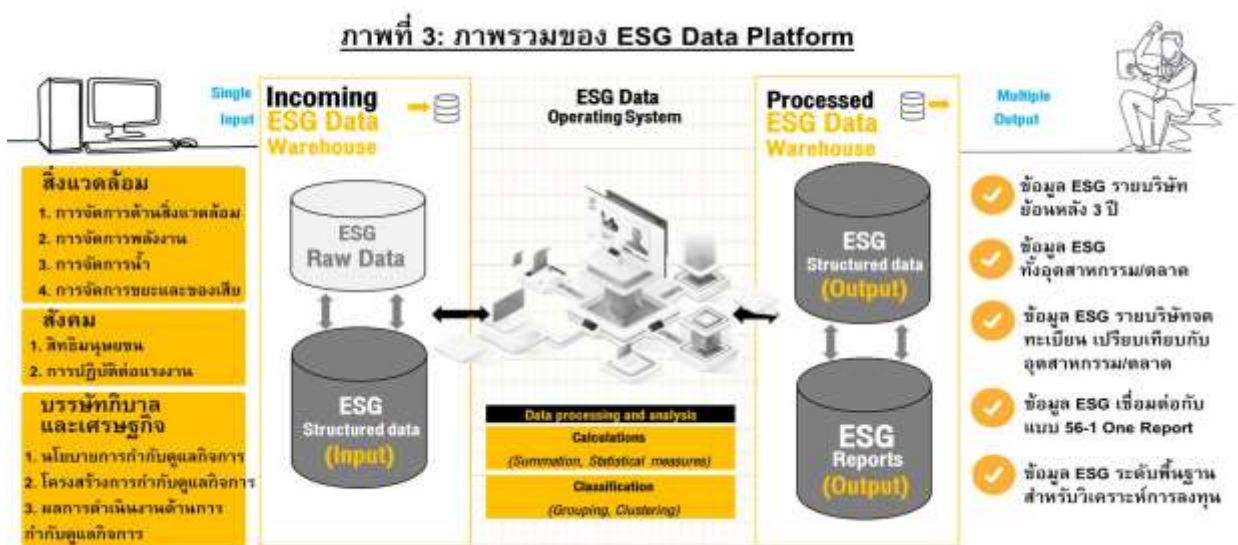 ภาพที่ 3: ภาพรวมของ ESG Data Platform
Single
Input
สิ่งแวดล้อม
1. การจัดการด้านสิ่งแวดล้อม
2. การจัดการพลังงาน
3. การจัดการน้ำ
4. การจัดการขยะและของเสีย
สังคม
1. สิทธิมนุษยชน
2. การปฏิบัติต่อแรงงาน
บรรษัทภิบาล
และเศรษฐกิจ
1. นโยบายการกำกับดูแลกิจการ
2. โครงสร้างการกำกับดูแลกิจการ
3. ผลการดำเนินงานด้านการ
กำกับดูแลกิจการ
Incoming
ESG Data
Warehouse
ESG
Raw Data
ESG
Structured data
(Input)
ESG Data
Operating System
Data processing and analysis
Calculations
(Summation, Statistical measures)
Classification
(Grouping, Clustering)
Processed
ESG Data
Warehouse
ESG
Structured data
(Output)
ESG
Reports
(Output)
Multiple
Output
ข้อมูล ESG รายบริษัท
ย้อนหลัง 3 ปี
ข้อมูล ESG
ทั้งอุตสาหกรรม/ตลาด
ข้อมูล ESG รายบริษัทจด
ทะเบียน เปรียบเทียบกับ
อุตสาหกรรม/ตลาด
ข้อมูล ESG เชื่อมต่อกับ
แบบ 56-1 One Report
ข้อมูล ESG ระดับพื้นฐาน
สำหรับวิเคราะห์การลงทุน